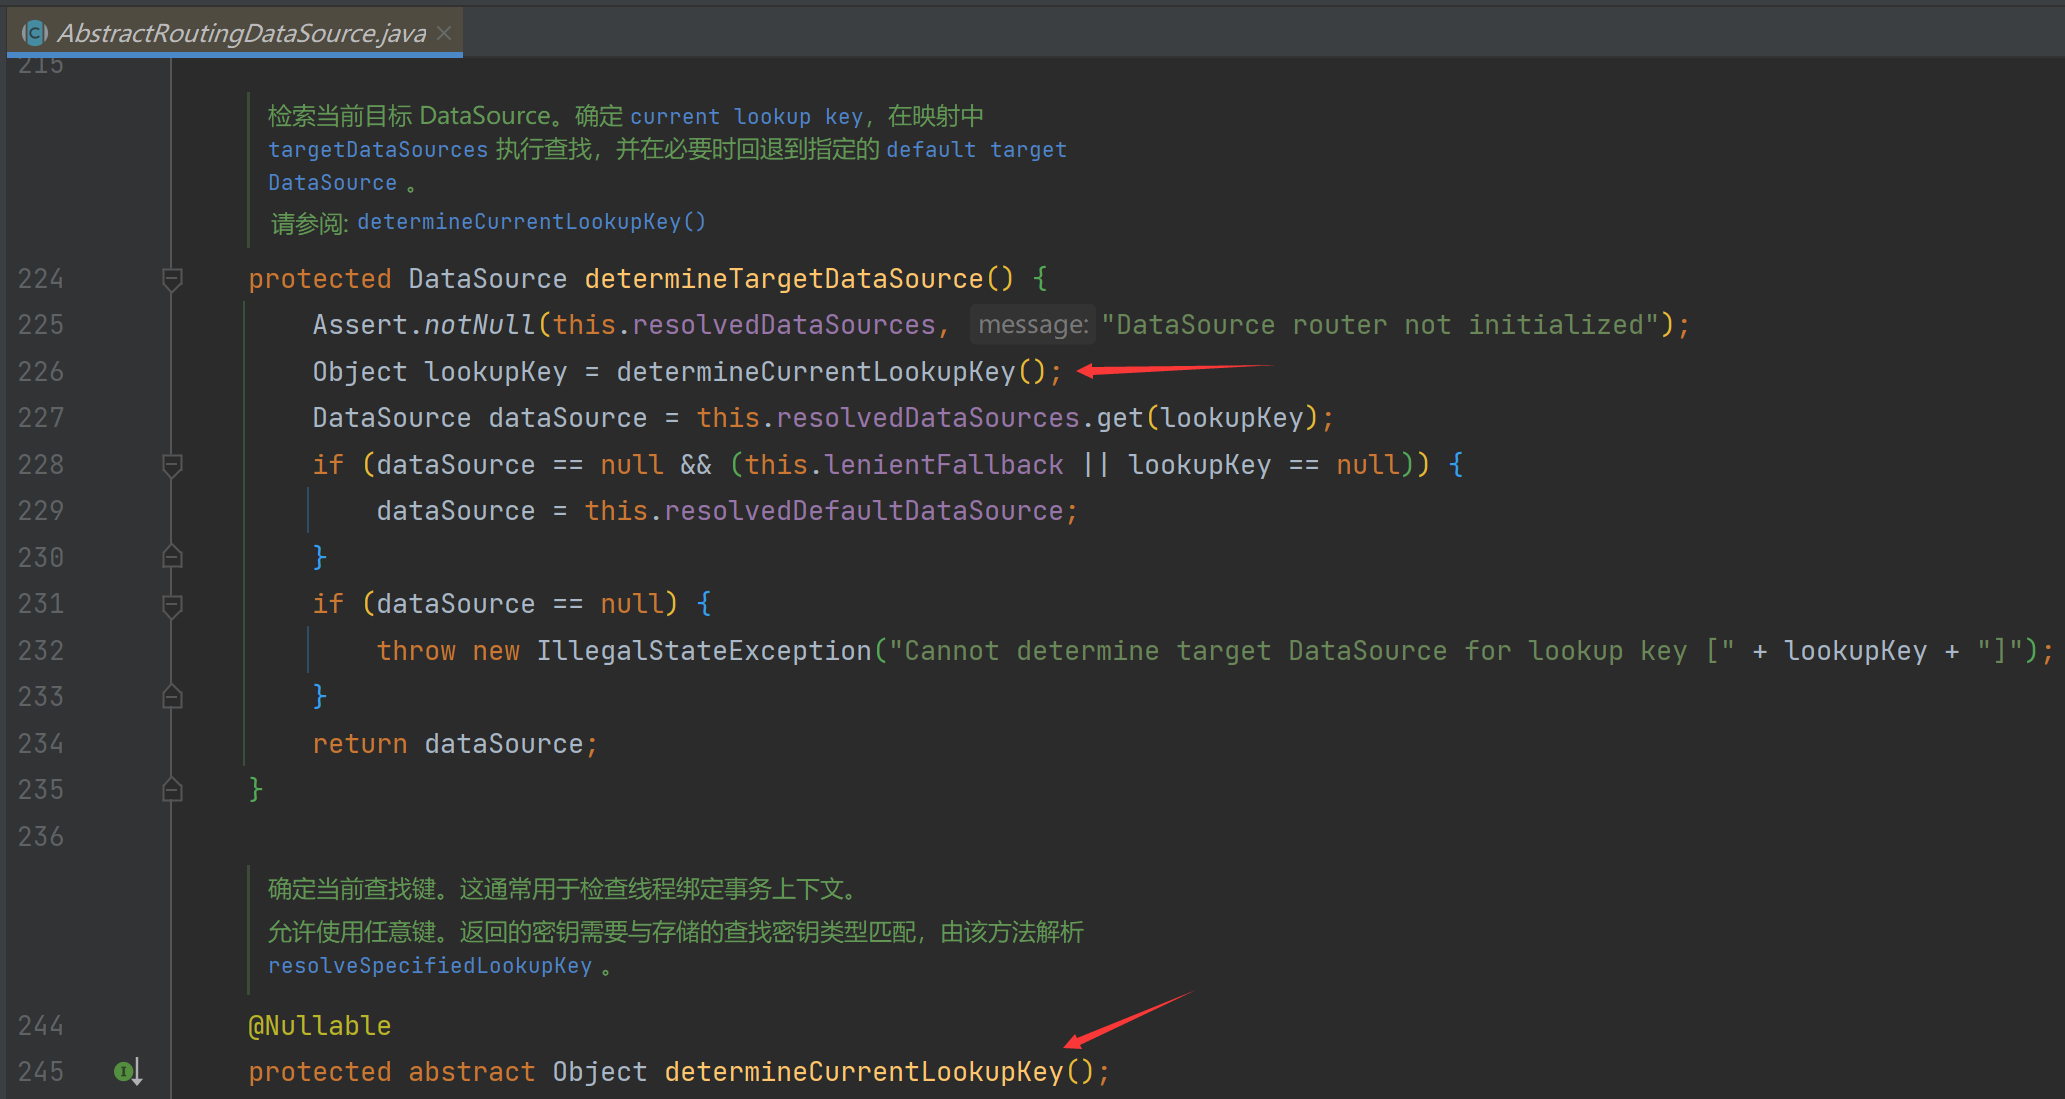 AbstractRoutingDataSource.java
215
检索当前目标 DataSource。确定 current lookup key，在映射中
targetDataSources 执行查找，并在必要时回退到指定的 default target
DataSource 。
请参阅: determineCurrentLookupKey()
224 protected DataSource determineTargetDataSource() {
225 Assert.notNull(this.resolvedDataSources, message: "DataSource router not initialized");
226 Object lookupKey = determineCurrentLookupKey();
227 DataSource dataSource = this.resolvedDataSources.get(lookupKey);
228 if (dataSource == null && (this.lenientFallback || lookupKey == null)) {
229 dataSource = this.resolvedDefaultDataSource;
230 }
231 if (dataSource == null) {
232 throw new IllegalStateException("Cannot determine target DataSource for lookup key [" + lookupKey + "]");
233 }
234 return dataSource;
235 }
236
确定当前查找键。这通常用于检查线程绑定事务上下文。
允许使用任意键。返回的密钥需要与存储的查找密钥类型匹配，由该方法解析
resolveSpecifiedLookupKey 。
244 @Nullable
245 protected abstract Object determineCurrentLookupKey();